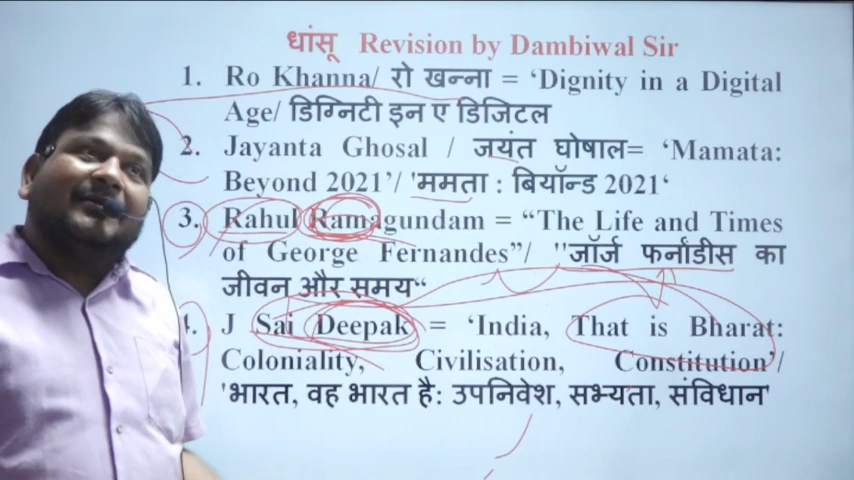 धांसू Revision by Dambiwal Sir
1. Ro Khanna/ रो खन्ना = ‘Dignity in a Digital
Age/ डिग्निटी इन ए डिजिटल
2. Jayanta Ghosal / जयंत घोषाल= ‘Mamata:
Beyond 2021’/ 'ममता : बियॉन्ड 2021‘
3. Rahul Ramagundam = “The Life and Times
of George Fernandes”/ "जॉर्ज फर्नांडीस का
जीवन और समय“
4. J Sai Deepak = ‘India, That is Bharat:
Coloniality, Civilisation, Constitution’/
'भारत, वह भारत है: उपनिवेश, सभ्यता, संविधान'